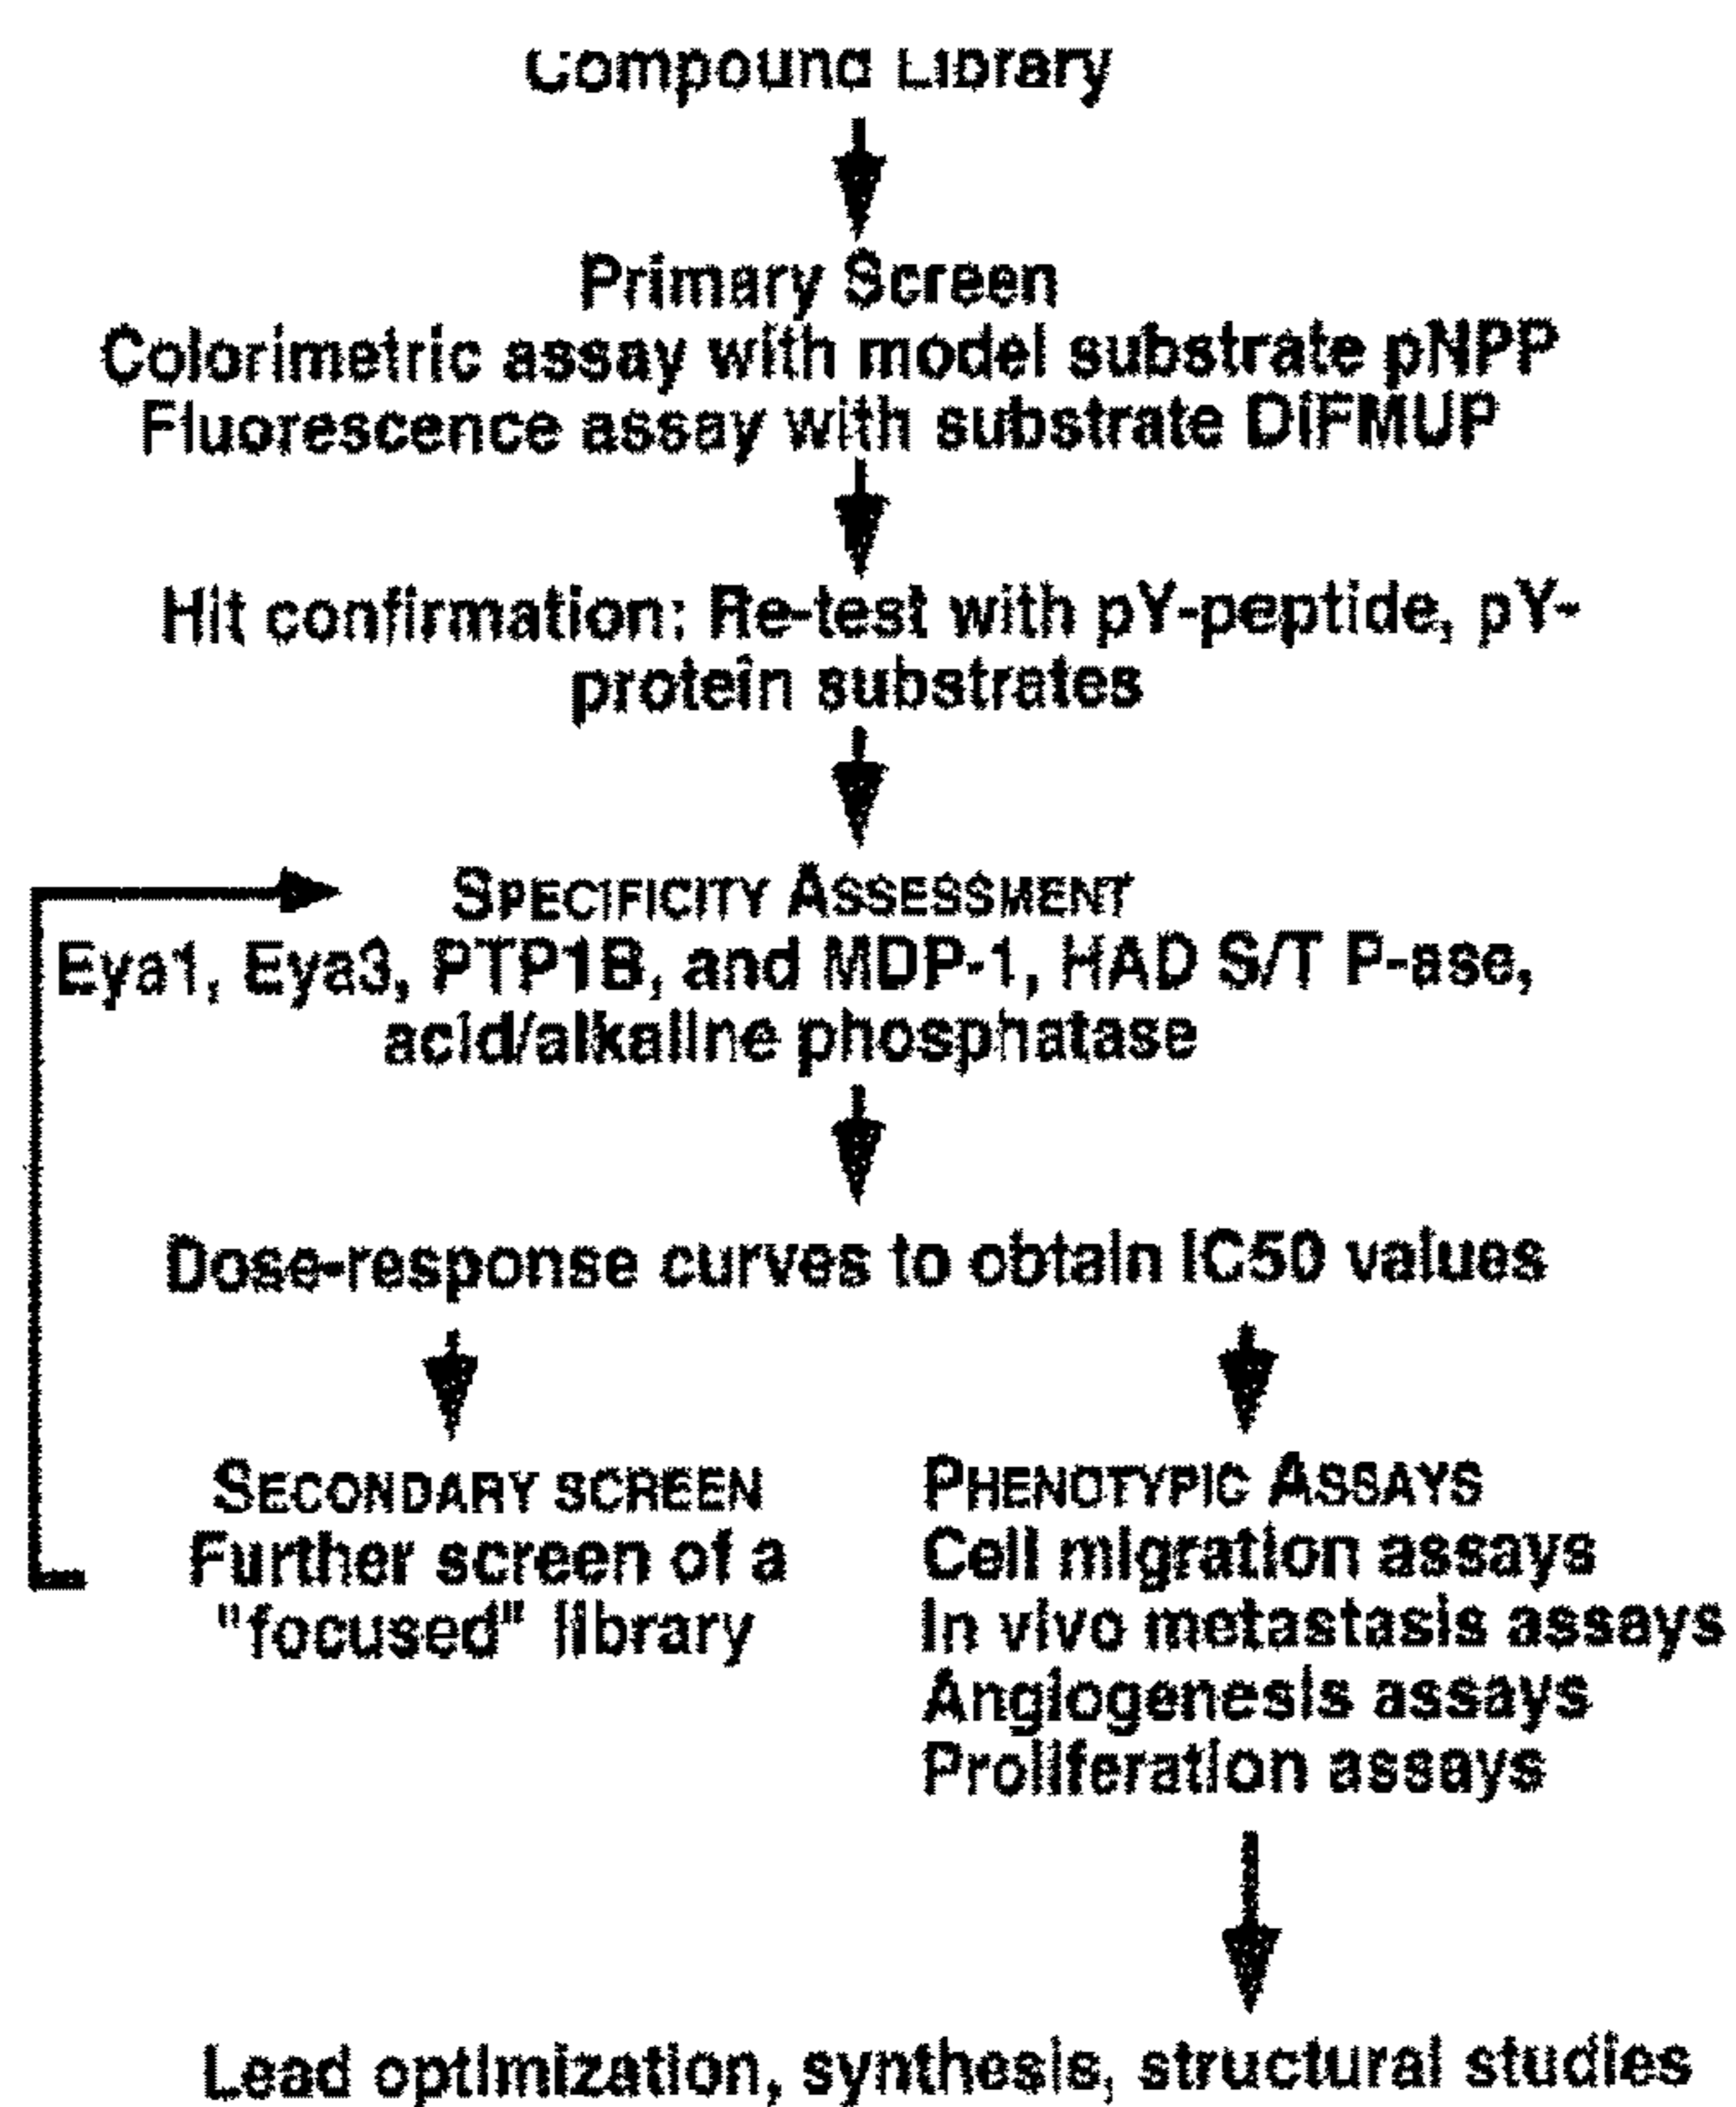 Compound Library
Primary Screen
Colorimetric assay with model substrate pNPP
Fluorescence assay with substrate DiFMUP
Hit confirmation: Re-test with pY-peptide, pY-
protein substrates
SPECIFICITY ASSESSMENT
Eya1, Eya3, PTP1B, and MDP-1, HAD S/T P-ase,
acid/alkaline phosphatase
Dose-response curves to obtain IC50 values
SECONDARY SCREEN
Further screen of a
"focused" library
PHENOTYPIC ASSAYS
Cell migration assays
In vivo metastasis assays
Angiogenesis assays
Proliferation assays
Lead optimization, synthesis, structural studies